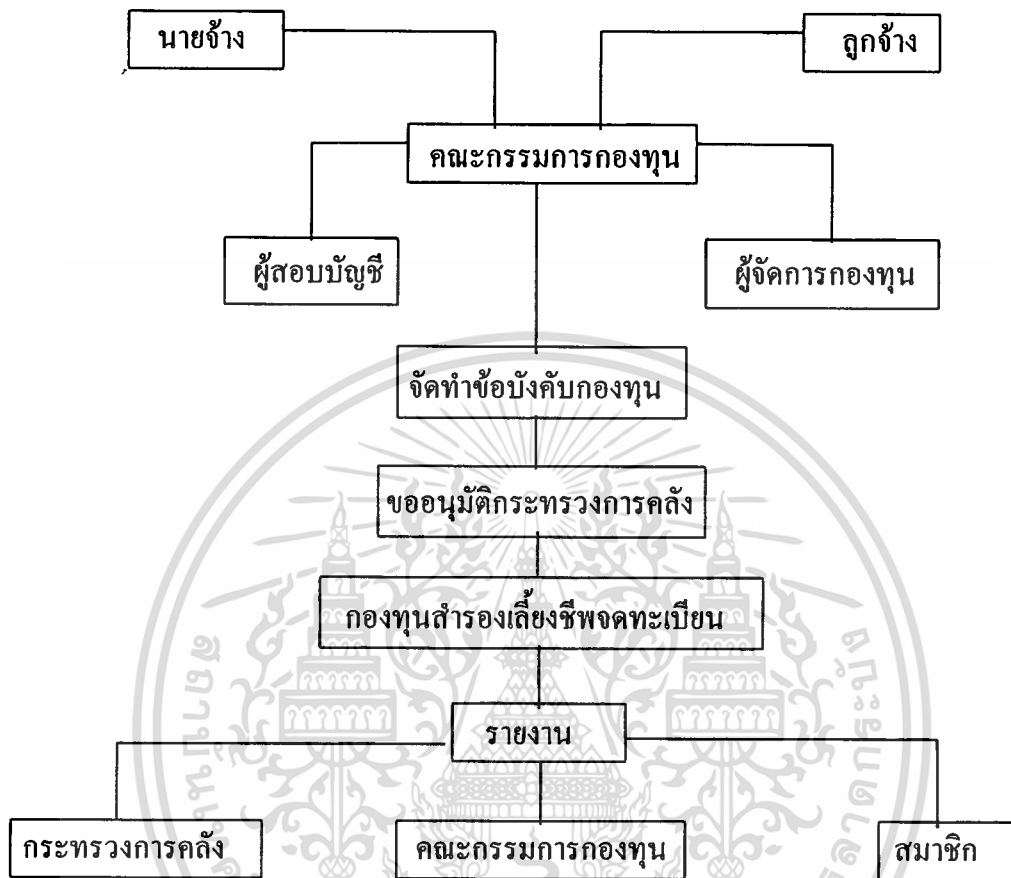 นายจ้าง
ลูกจ้าง
คณะกรรมการกองทุน
ผู้สอบบัญชี
ผู้จัดการกองทุน
จัดทำข้อบังคับกองทุน
ขออนุมัติกระทรวงการคลัง
กองทุนสำรองเลี้ยงชีพจดทะเบียน
รายงาน
กระทรวงการคลัง
คณะกรรมการกองทุน
สมาชิก